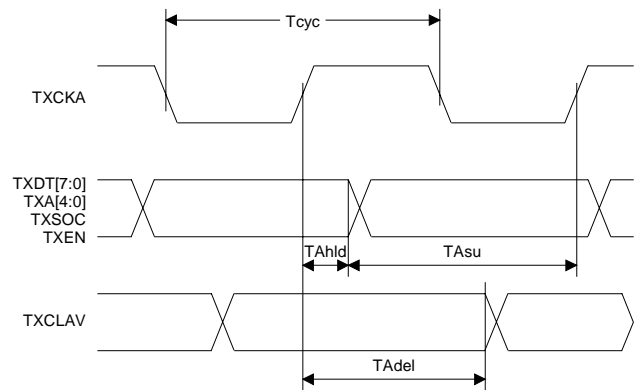 Tcyc
TXCKA
TXDT[7:0]
TXA[4:0]
TXSOC
TXEN
TAhld
TAsu
TXCLAV
TAdel